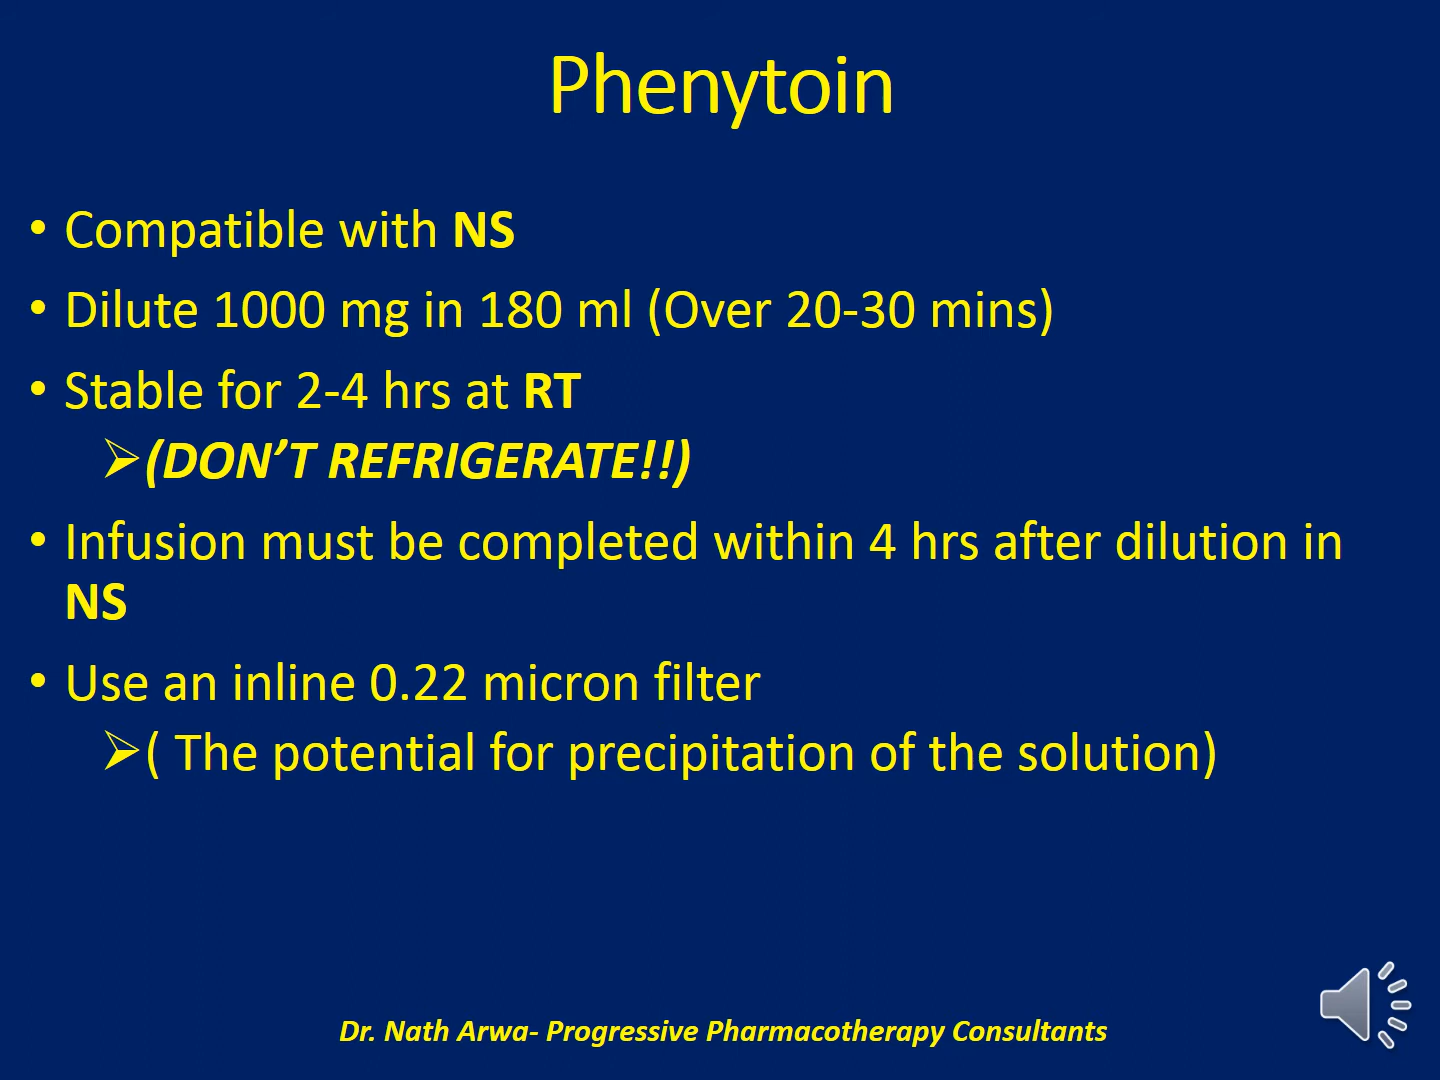 Phenytoin
• Compatible with NS
• Dilute 1000 mg in 180 ml (Over 20-30 mins)
• Stable for 2-4 hrs at RT
➢(DON’T REFRIGERATE!!)
• Infusion must be completed within 4 hrs after dilution in
NS
• Use an inline 0.22 micron filter
➢( The potential for precipitation of the solution)
Dr. Nath Arwa- Progressive Pharmacotherapy Consultants